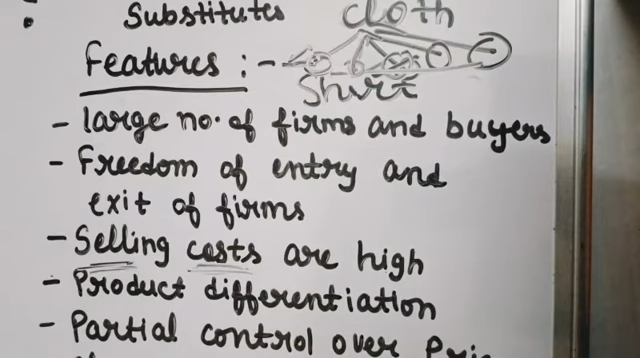 Substitutes cloth
Features :-
Shirt
- large no. of firms and buyers
- Freedom of entry and
exit of firms
- Selling costs are high
- Product differentiation
- Partial control over Pri